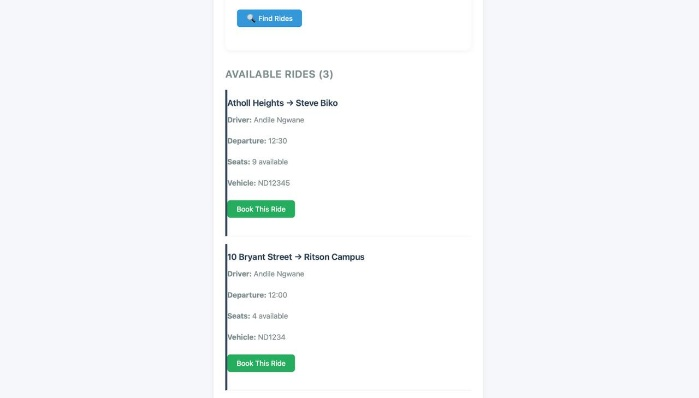 Find Rides
AVAILABLE RIDES (3)
Atholl Heights → Steve Biko
Driver: Andile Ngwane
Departure: 12:30
Seats: 9 available
Vehicle: ND12345
Book This Ride
10 Bryant Street → Ritson Campus
Driver: Andile Ngwane
Departure: 12:00
Seats: 4 available
Vehicle: ND1234
Book This Ride